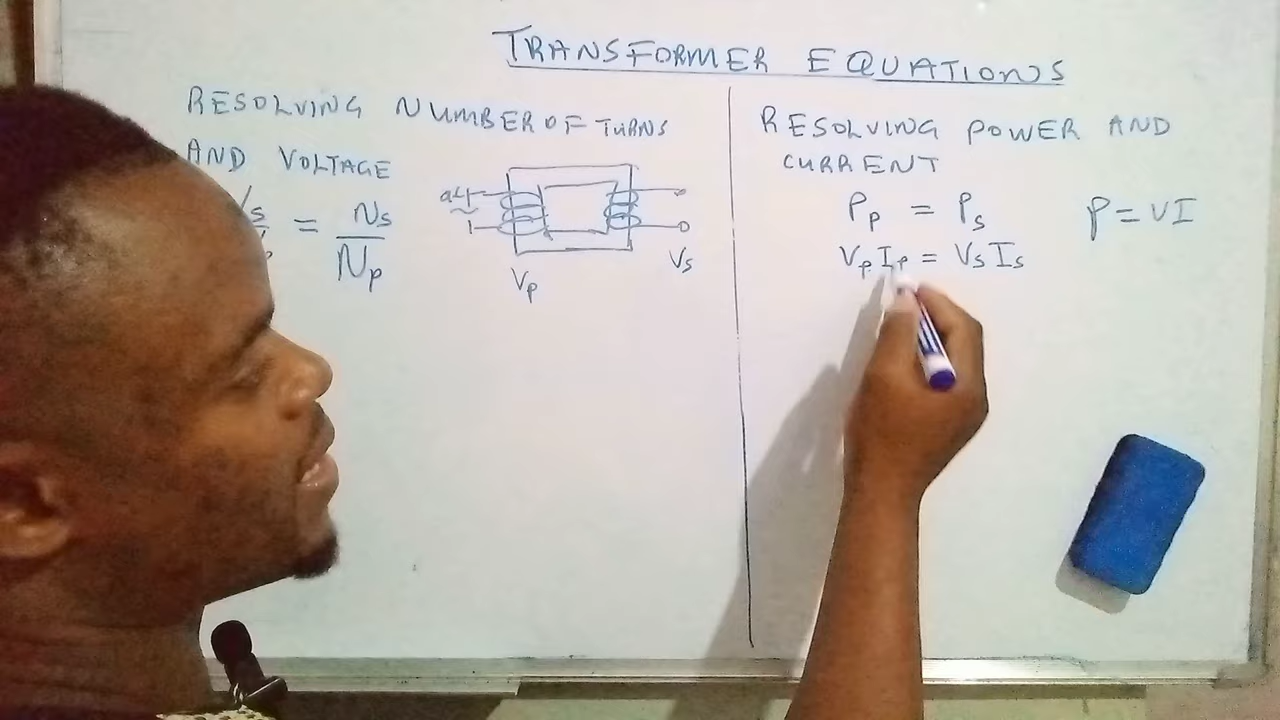 TRANSFORMER EQUATIONS
RESOLVING NUMBER OF TURNS
AND VOLTAGE
= Ns
Np
Vp
Vs
RESOLVING POWER AND
CURRENT
Pp = Ps
P = VI
VpIp = VsIs